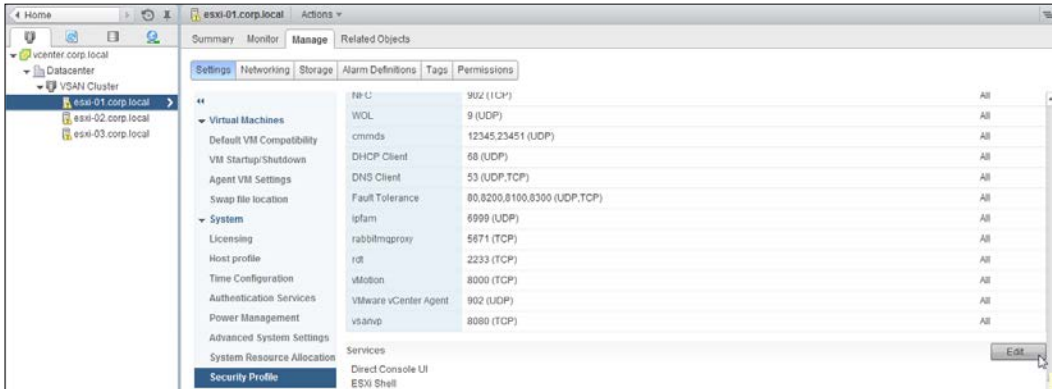 Home
esxi-01.corp.local Actions
Summary Monitor Manage Related Objects
vcenter.corp.local
Datacenter
VSAN Cluster
esxi-01.corp.local
esxi-02.corp.local
esxi-03.corp.local
Settings Networking Storage Alarm Definitions Tags Permissions
Virtual Machines
Default VM Compatibility
VM Startup/Shutdown
Agent VM Settings
Swap file location
System
Licensing
Host profile
Time Configuration
Authentication Services
Power Management
Advanced System Settings
System Resource Allocation
Security Profile
NFC 902 (TCP) All
WOL 9 (UDP) All
cmmds 12345,23451 (UDP) All
DHCP Client 68 (UDP) All
DNS Client 53 (UDP,TCP) All
Fault Tolerance 80,8200,8100,8300 (UDP,TCP) All
ipfam 6999 (UDP) All
rabbitmqproxy 5671 (TCP) All
rdt 2233 (TCP) All
vMotion 8000 (TCP) All
VMware vCenter Agent 902 (UDP) All
vsanvp 8080 (TCP) All
Services Edit...
Direct Console UI
ESXi Shell